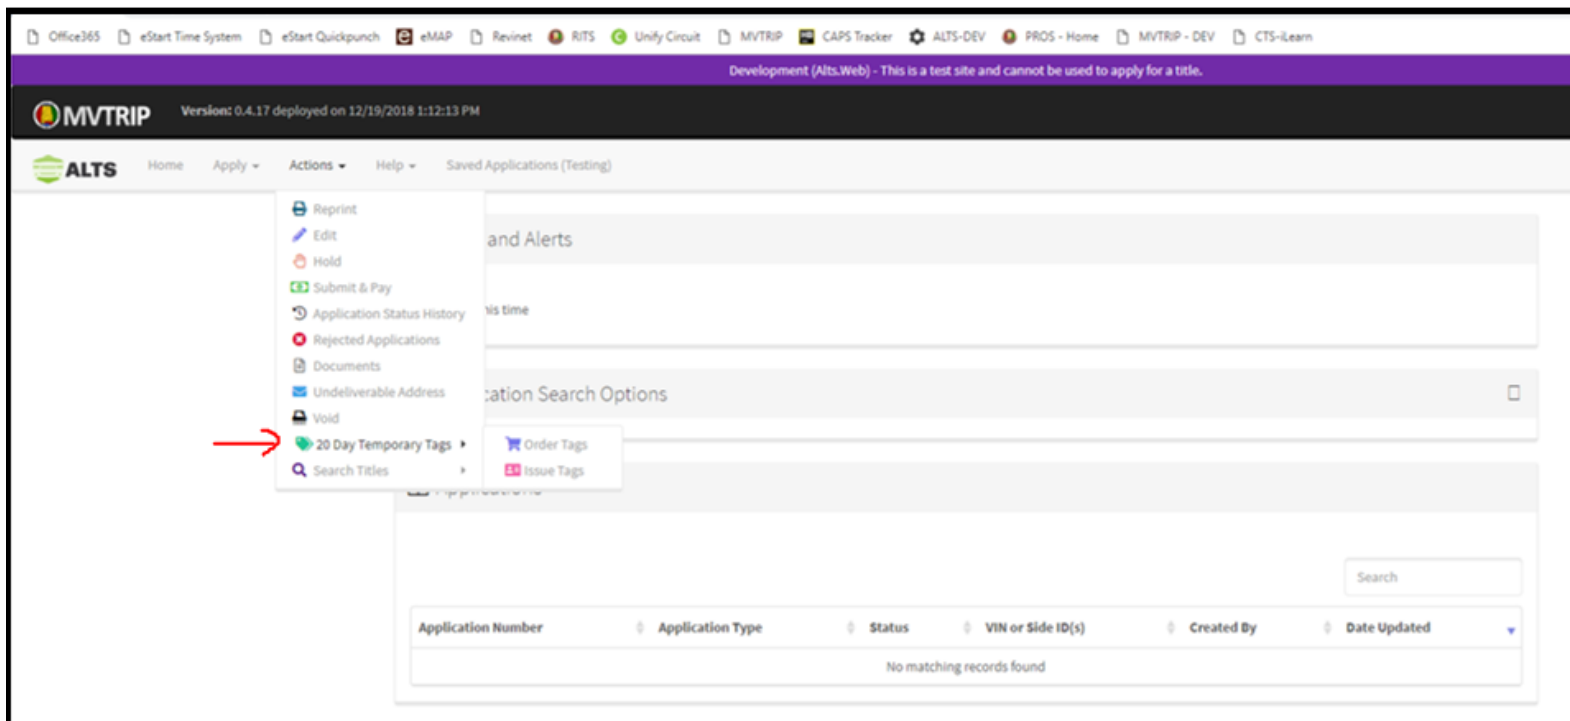 Office365 eStart Time System eStart Quickpunch eMAP Revinet RITS Unify Circuit MVTRIP CAPS Tracker ALTS-DEV PROS - Home MVTRIP - DEV CTS-iLearn
Development (Alts.Web) - This is a test site and cannot be used to apply for a title.
MVTRIP Version: 0.4.17 deployed on 12/19/2018 1:12:13 PM
ALTS Home Apply Actions Help Saved Applications (Testing)
Reprint
Edit
and Alerts
Hold
Submit & Pay
Application Status History
his time
Rejected Applications
Documents
Undeliverable Address
cation Search Options
Void
20 Day Temporary Tags
Order Tags
Search Titles
Issue Tags
Applications
Search
Application Number Application Type Status VIN or Side ID(s) Created By Date Updated
No matching records found